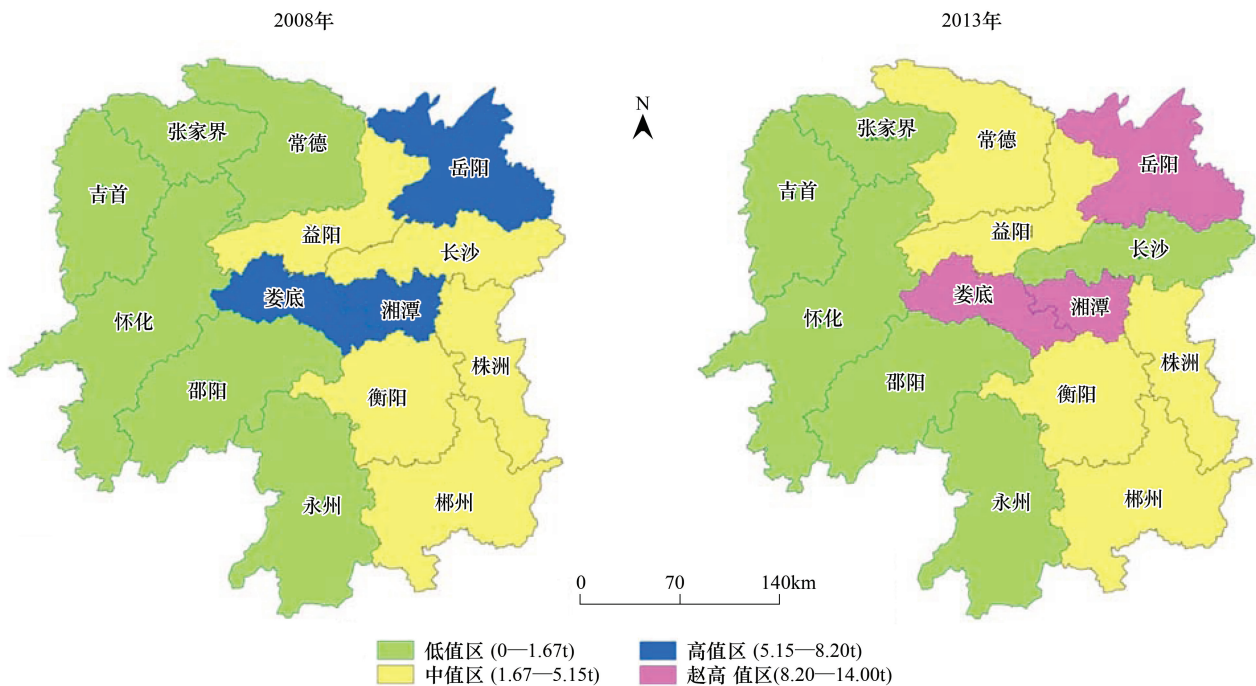 2008年
2013年
N
张家界
常德
岳阳
吉首
益阳
长沙
娄底
湘潭
怀化
株洲
邵阳
衡阳
永州
郴州
张家界
常德
岳阳
吉首
益阳
长沙
娄底
湘潭
怀化
株洲
邵阳
衡阳
永州
郴州
0 70 140km
低值区 (0—1.67t)
中值区 (1.67—5.15t)
高值区 (5.15—8.20t)
赵高 值区(8.20—14.00t)